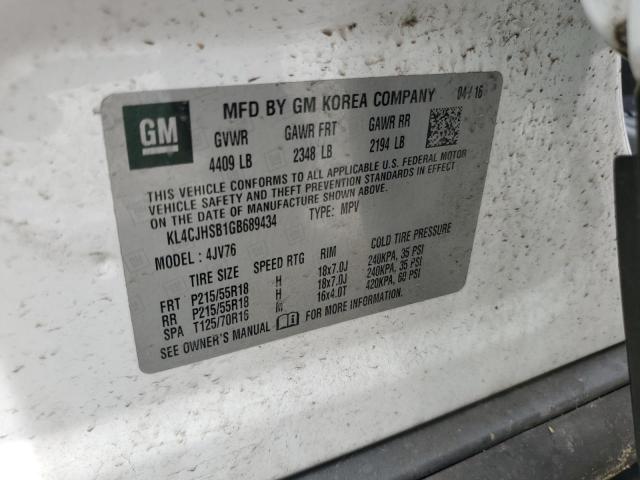 MFD BY GM KOREA COMPANY 04/16
GM
GVWR GAWR FRT GAWR RR
4409 LB 2348 LB 2194 LB
THIS VEHICLE CONFORMS TO ALL APPLICABLE U.S. FEDERAL MOTOR
VEHICLE SAFETY AND THEFT PREVENTION STANDARDS IN EFFECT
ON THE DATE OF MANUFACTURE SHOWN ABOVE.
KL4CJHSB1GB689434 TYPE: MPV
MODEL: 4JV76
TIRE SIZE SPEED RTG RIM COLD TIRE PRESSURE
FRT P215/55R18 H 18x7.0J 240KPA, 35 PSI
RR P215/55R18 H 18x7.0J 240KPA, 35 PSI
SPA T125/70R16 M 16x4.0T 420KPA, 60 PSI
SEE OWNER'S MANUAL FOR MORE INFORMATION.